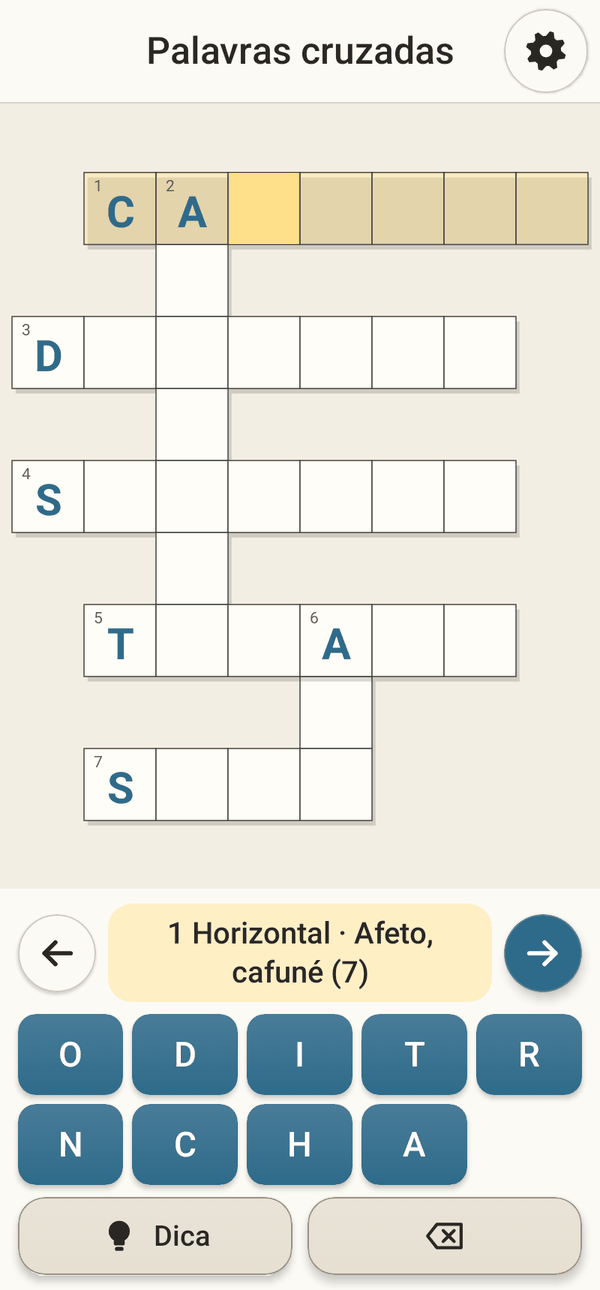 Palavras cruzadas
1 C 2 A
3 D
4 S
5 T 6 A
7 S
1 Horizontal · Afeto,
cafuné (7)
O D I T R
N C H A
Dica